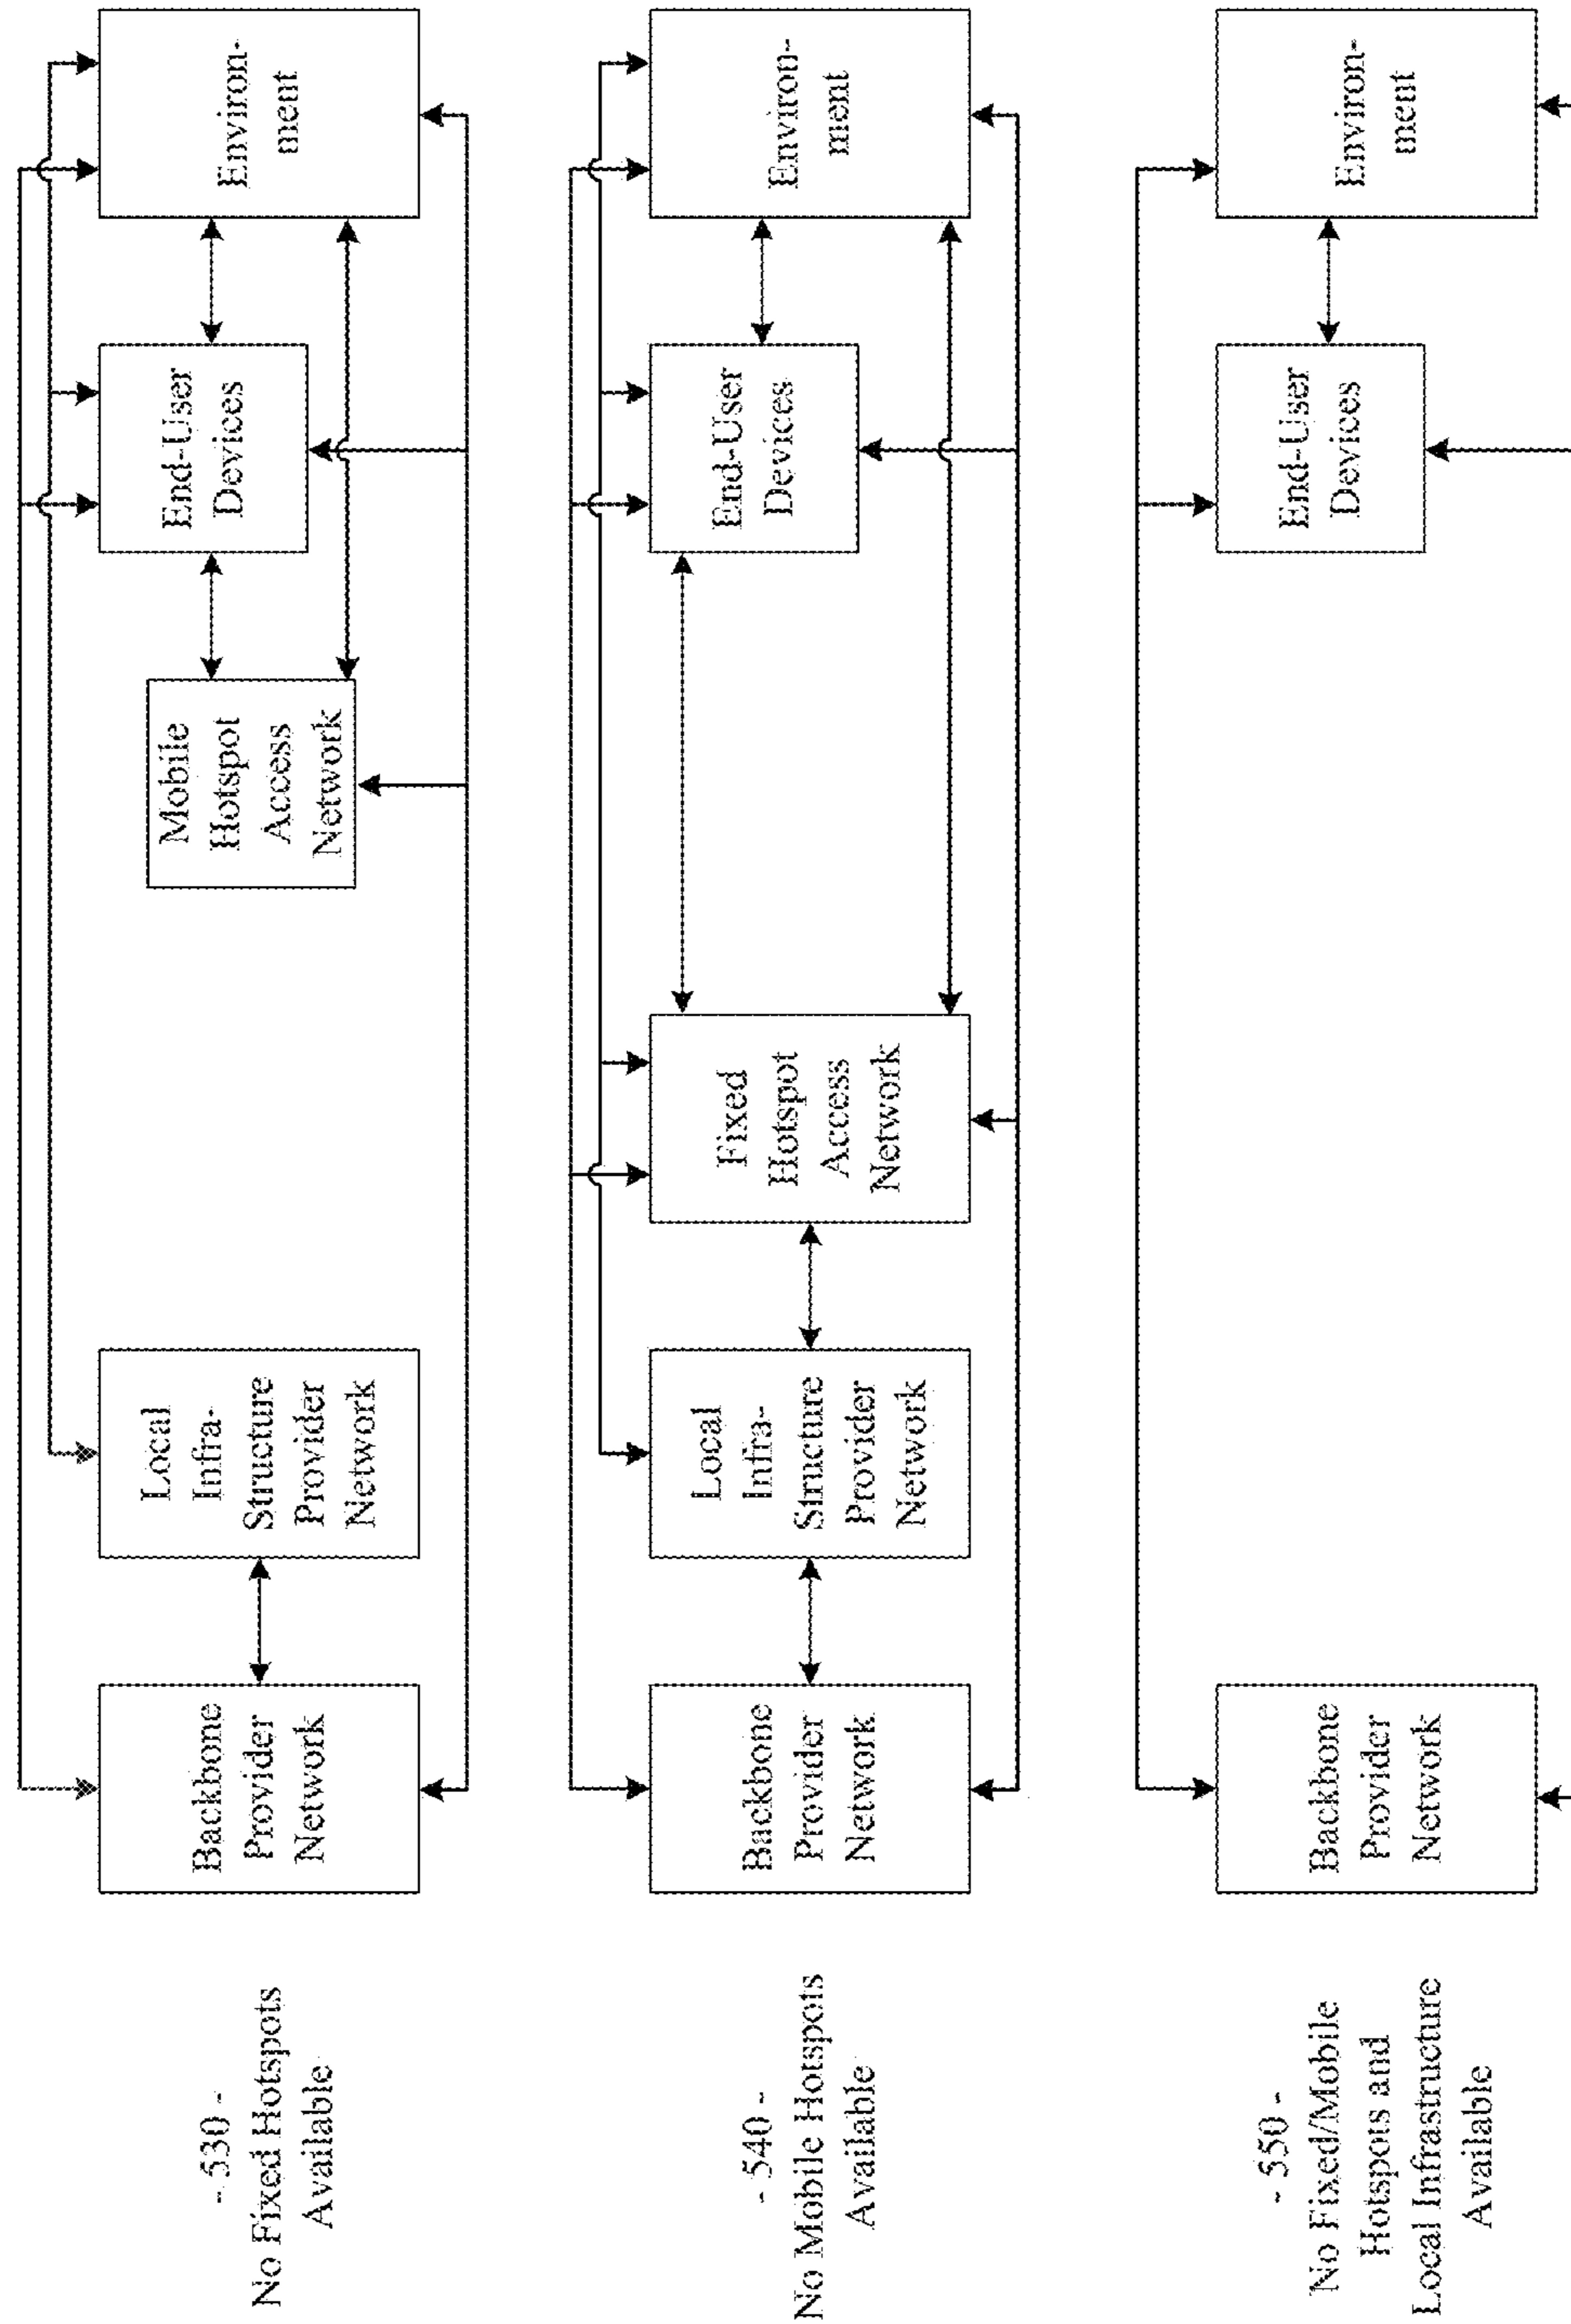 - 530 -
No Fixed Hotspots
Available
Backbone
Provider
Network
Local
Infra-
Structure
Provider
Network
Mobile
Hotspot
Access
Network
End-User
Devices
Environ-
ment
- 540 -
No Mobile Hotspots
Available
Backbone
Provider
Network
Local
Infra-
Structure
Provider
Network
Fixed
Hotspot
Access
Network
End-User
Devices
Environ-
ment
- 550 -
No Fixed/Mobile
Hotspots and
Local Infrastructure
Available
Backbone
Provider
Network
End-User
Devices
Environ-
ment